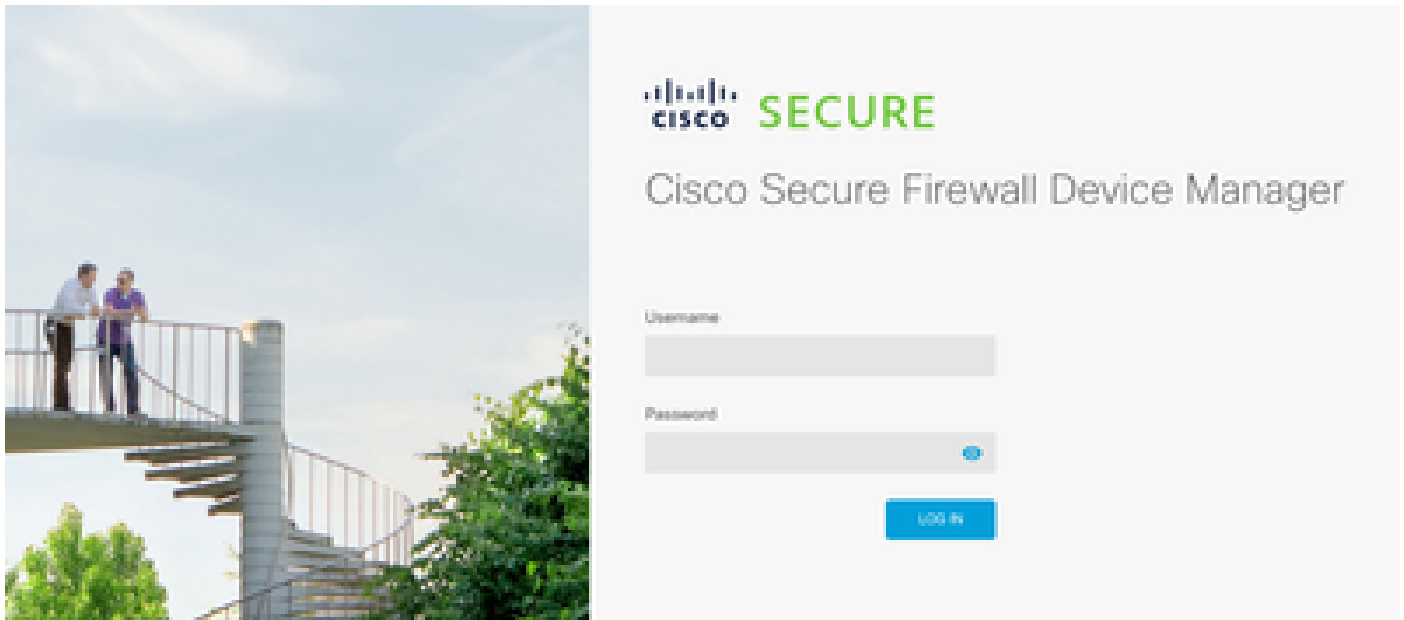 CISCO SECURE
Cisco Secure Firewall Device Manager
Username
Password
LOG IN